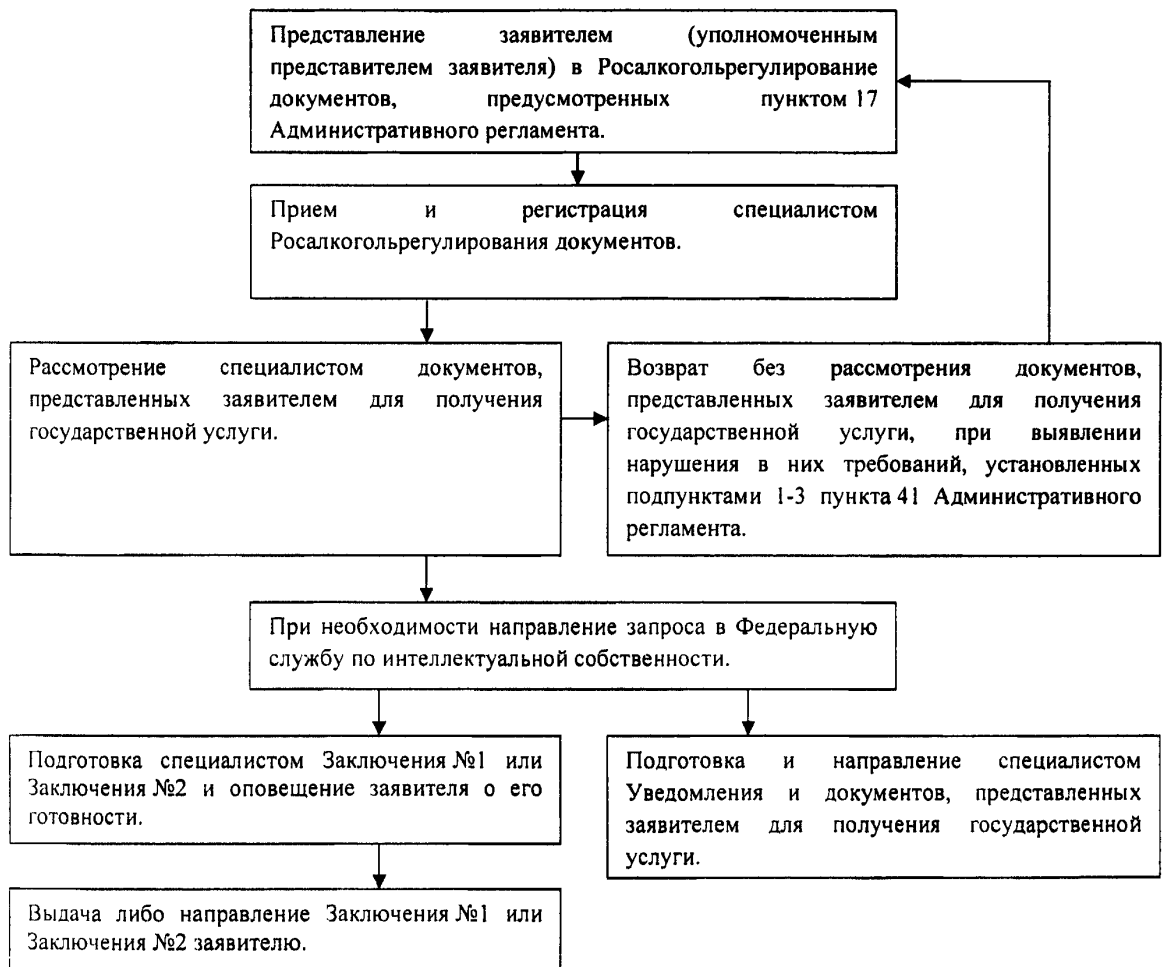 Представление заявителем (уполномоченным
представителем заявителя) в Росалкогольрегулирование
документов, предусмотренных пунктом 17
Административного регламента.
Прием и регистрация специалистом
Росалкогольрегулирования документов.
Рассмотрение специалистом документов,
представленных заявителем для получения
государственной услуги.
Возврат без рассмотрения документов,
представленных заявителем для получения
государственной услуги, при выявлении
нарушения в них требований, установленных
подпунктами 1-3 пункта 41 Административного
регламента.
При необходимости направление запроса в Федеральную
службу по интеллектуальной собственности.
Подготовка специалистом Заключения №1 или
Заключения №2 и оповещение заявителя о его
готовности.
Подготовка и направление специалистом
Уведомления и документов, представленных
заявителем для получения государственной
услуги.
Выдача либо направление Заключения №1 или
Заключения №2 заявителю.